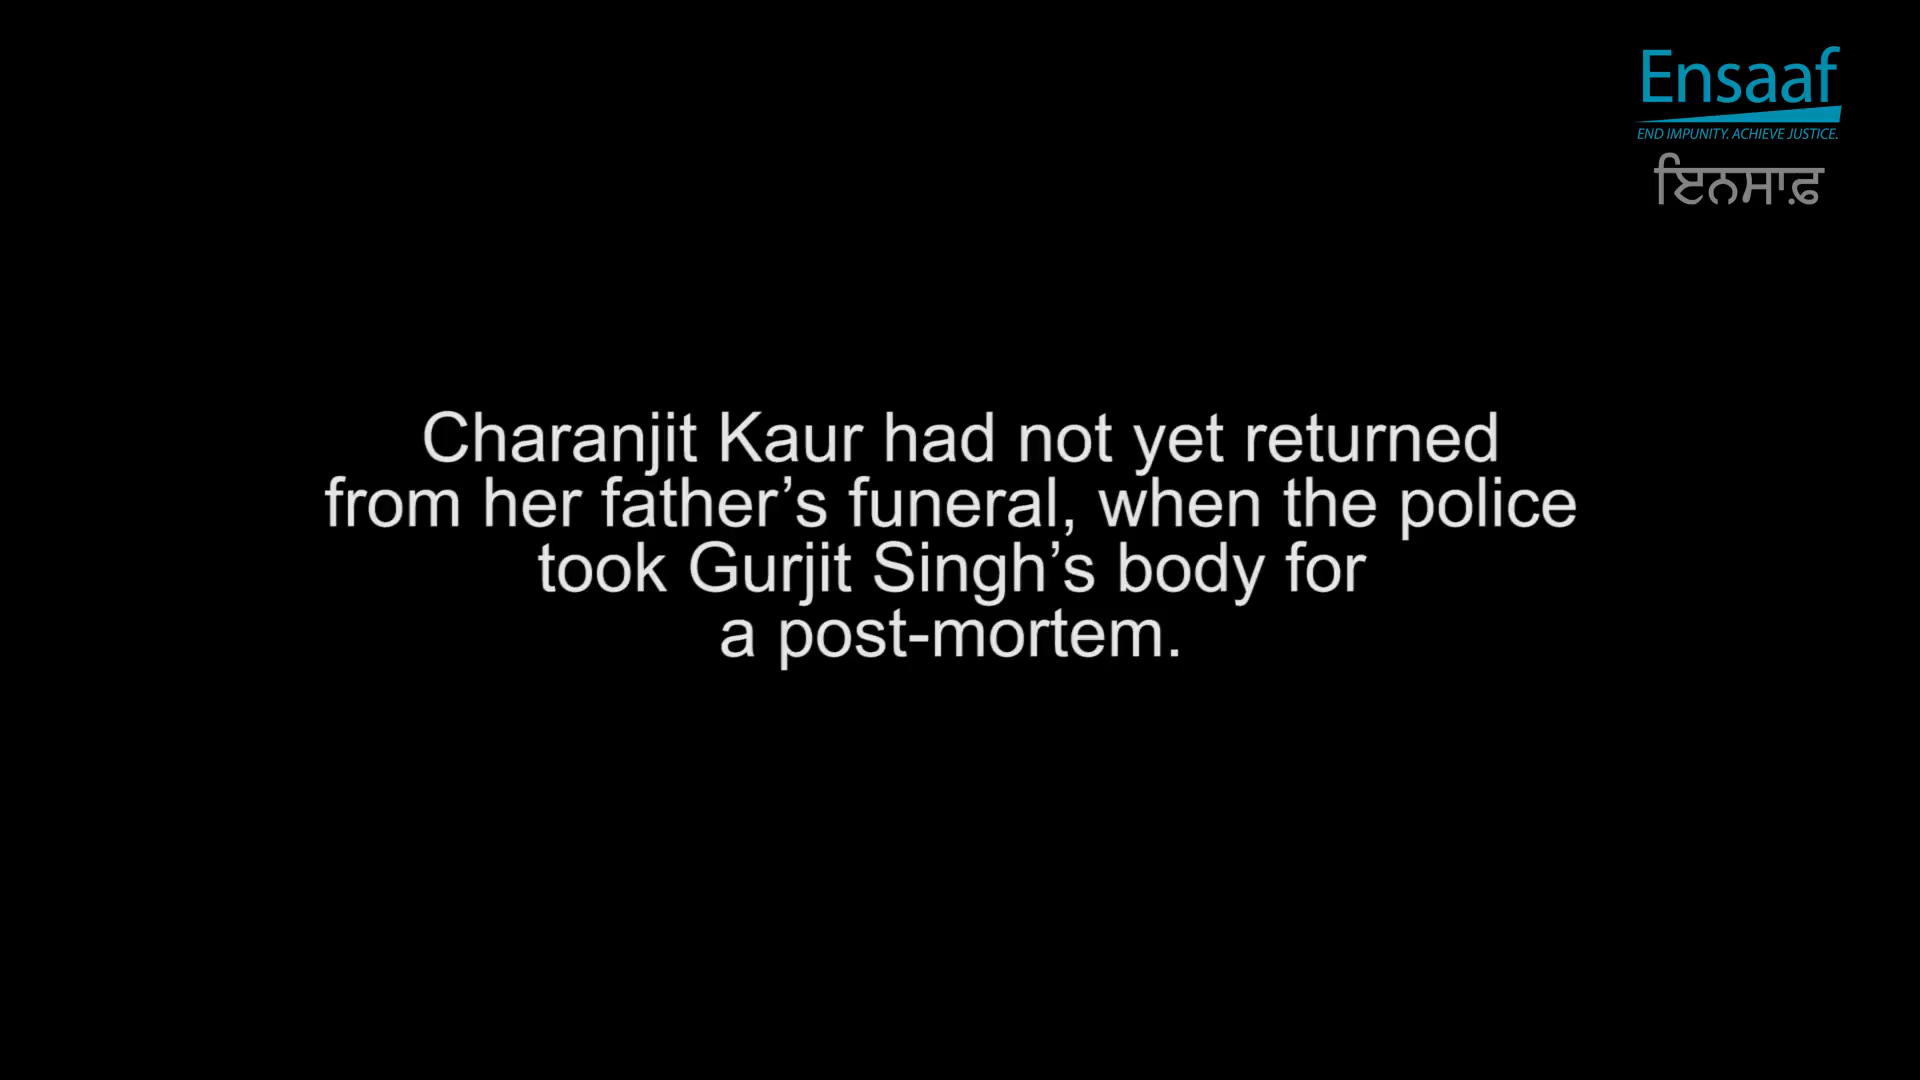 Ensaaf
END IMPUNITY. ACHIEVE JUSTICE.
ਇਨਸਾਫ਼
Charanjit Kaur had not yet returned
from her father’s funeral, when the police
took Gurjit Singh’s body for
a post-mortem.